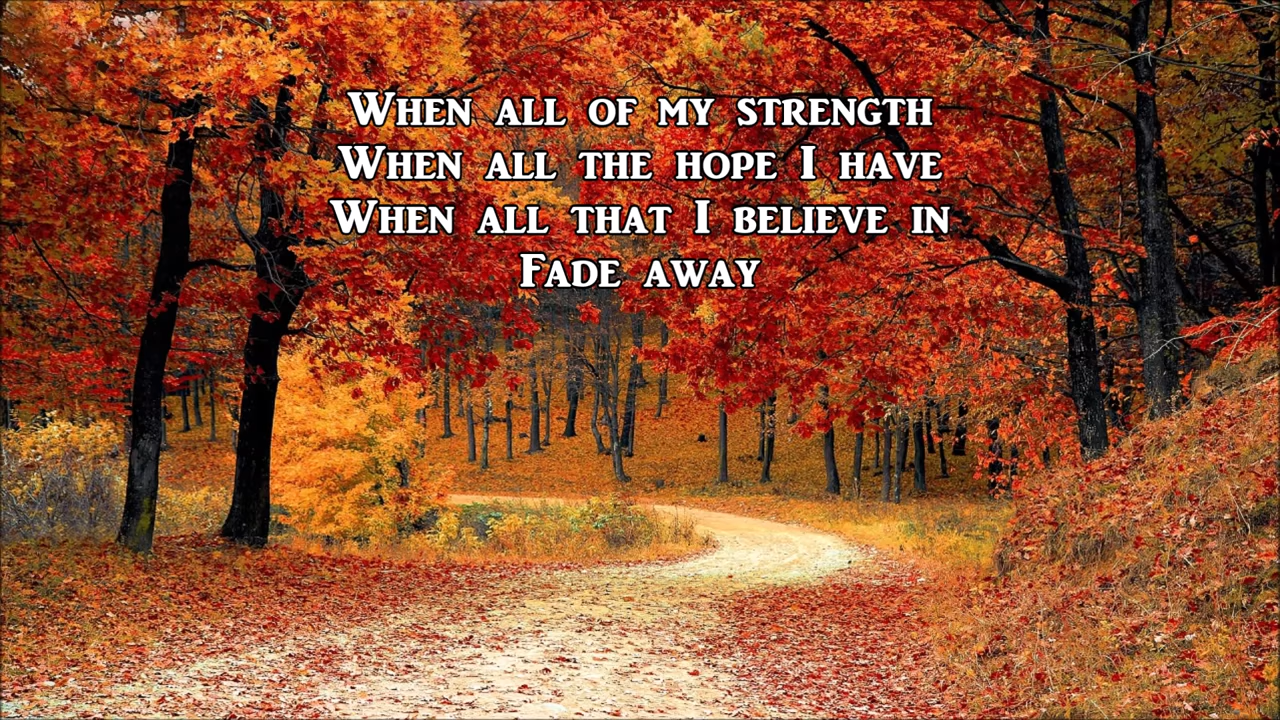 When all of my strength
When all the hope I have
When all that I believe in
Fade away